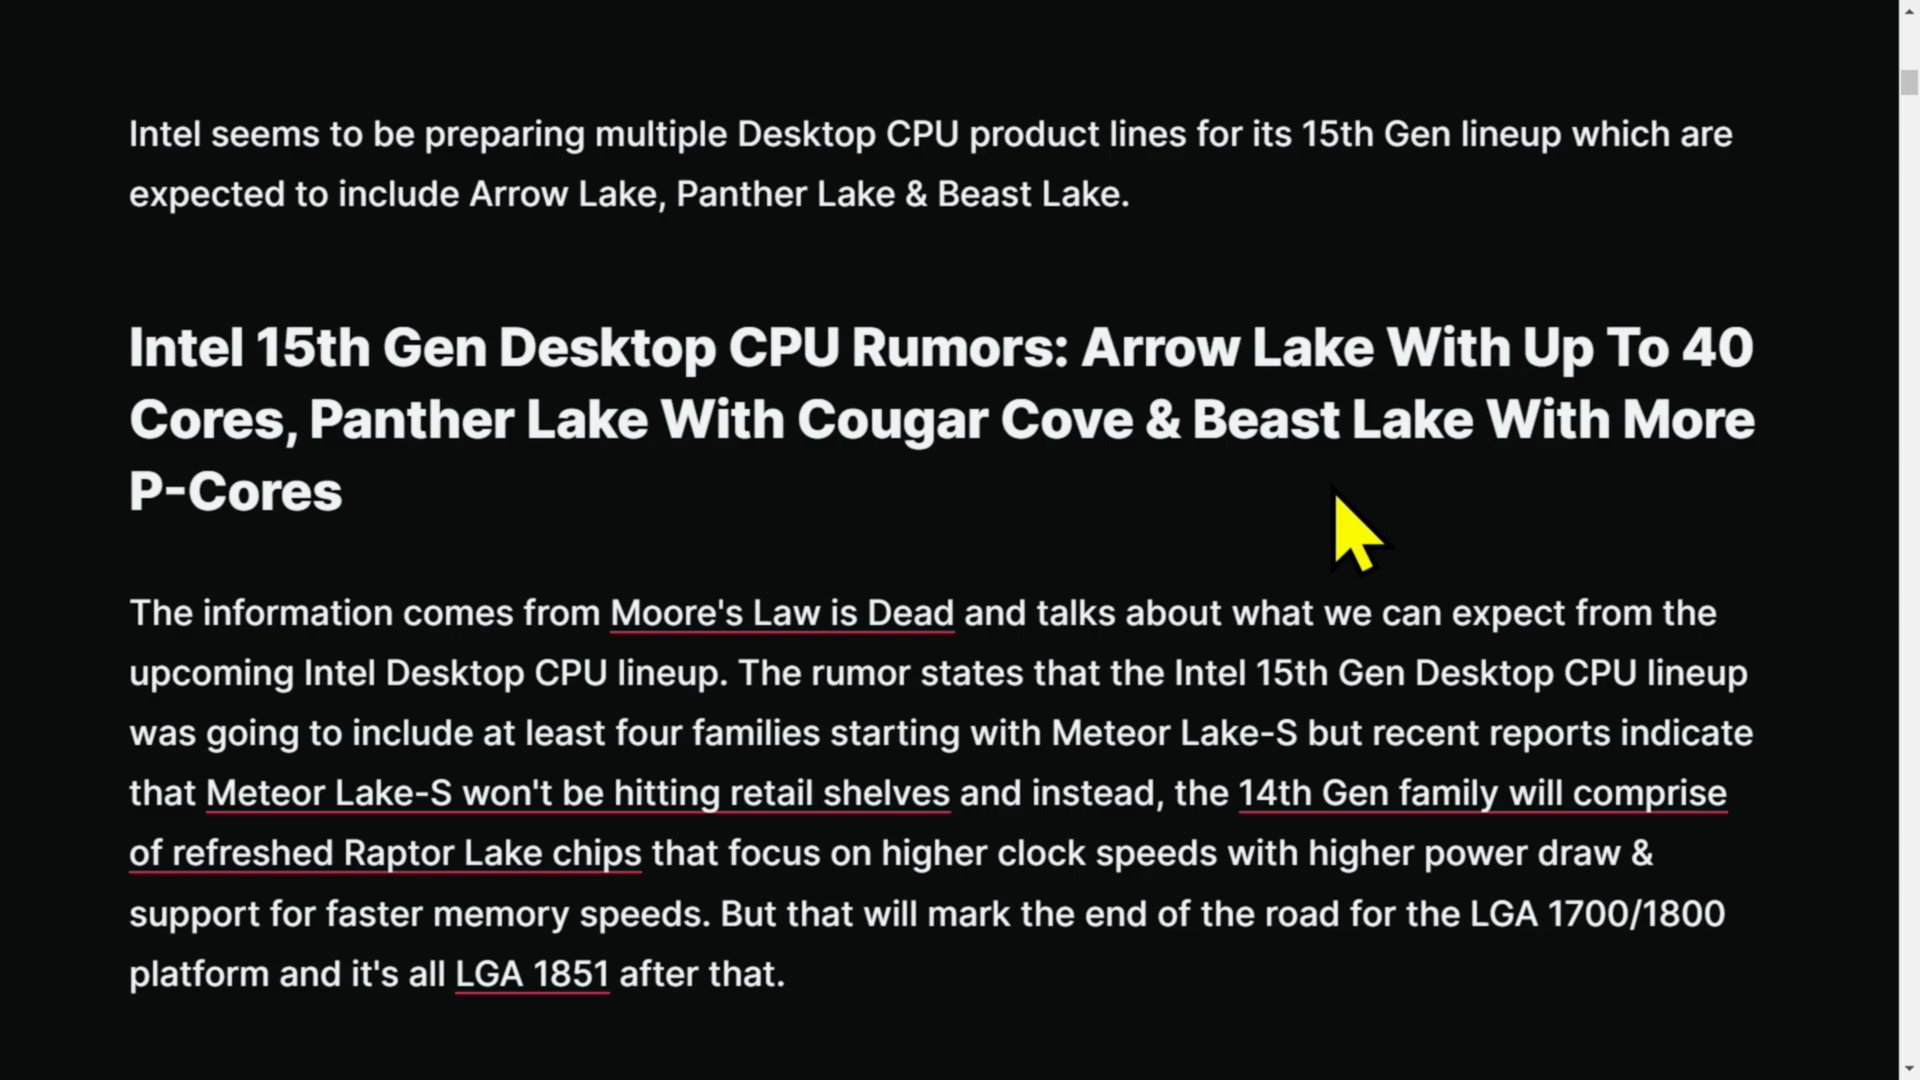 Intel seems to be preparing multiple Desktop CPU product lines for its 15th Gen lineup which are
expected to include Arrow Lake, Panther Lake & Beast Lake.
Intel 15th Gen Desktop CPU Rumors: Arrow Lake With Up To 40
Cores, Panther Lake With Cougar Cove & Beast Lake With More
P-Cores
The information comes from Moore's Law is Dead and talks about what we can expect from the
upcoming Intel Desktop CPU lineup. The rumor states that the Intel 15th Gen Desktop CPU lineup
was going to include at least four families starting with Meteor Lake-S but recent reports indicate
that Meteor Lake-S won't be hitting retail shelves and instead, the 14th Gen family will comprise
of refreshed Raptor Lake chips that focus on higher clock speeds with higher power draw &
support for faster memory speeds. But that will mark the end of the road for the LGA 1700/1800
platform and it's all LGA 1851 after that.